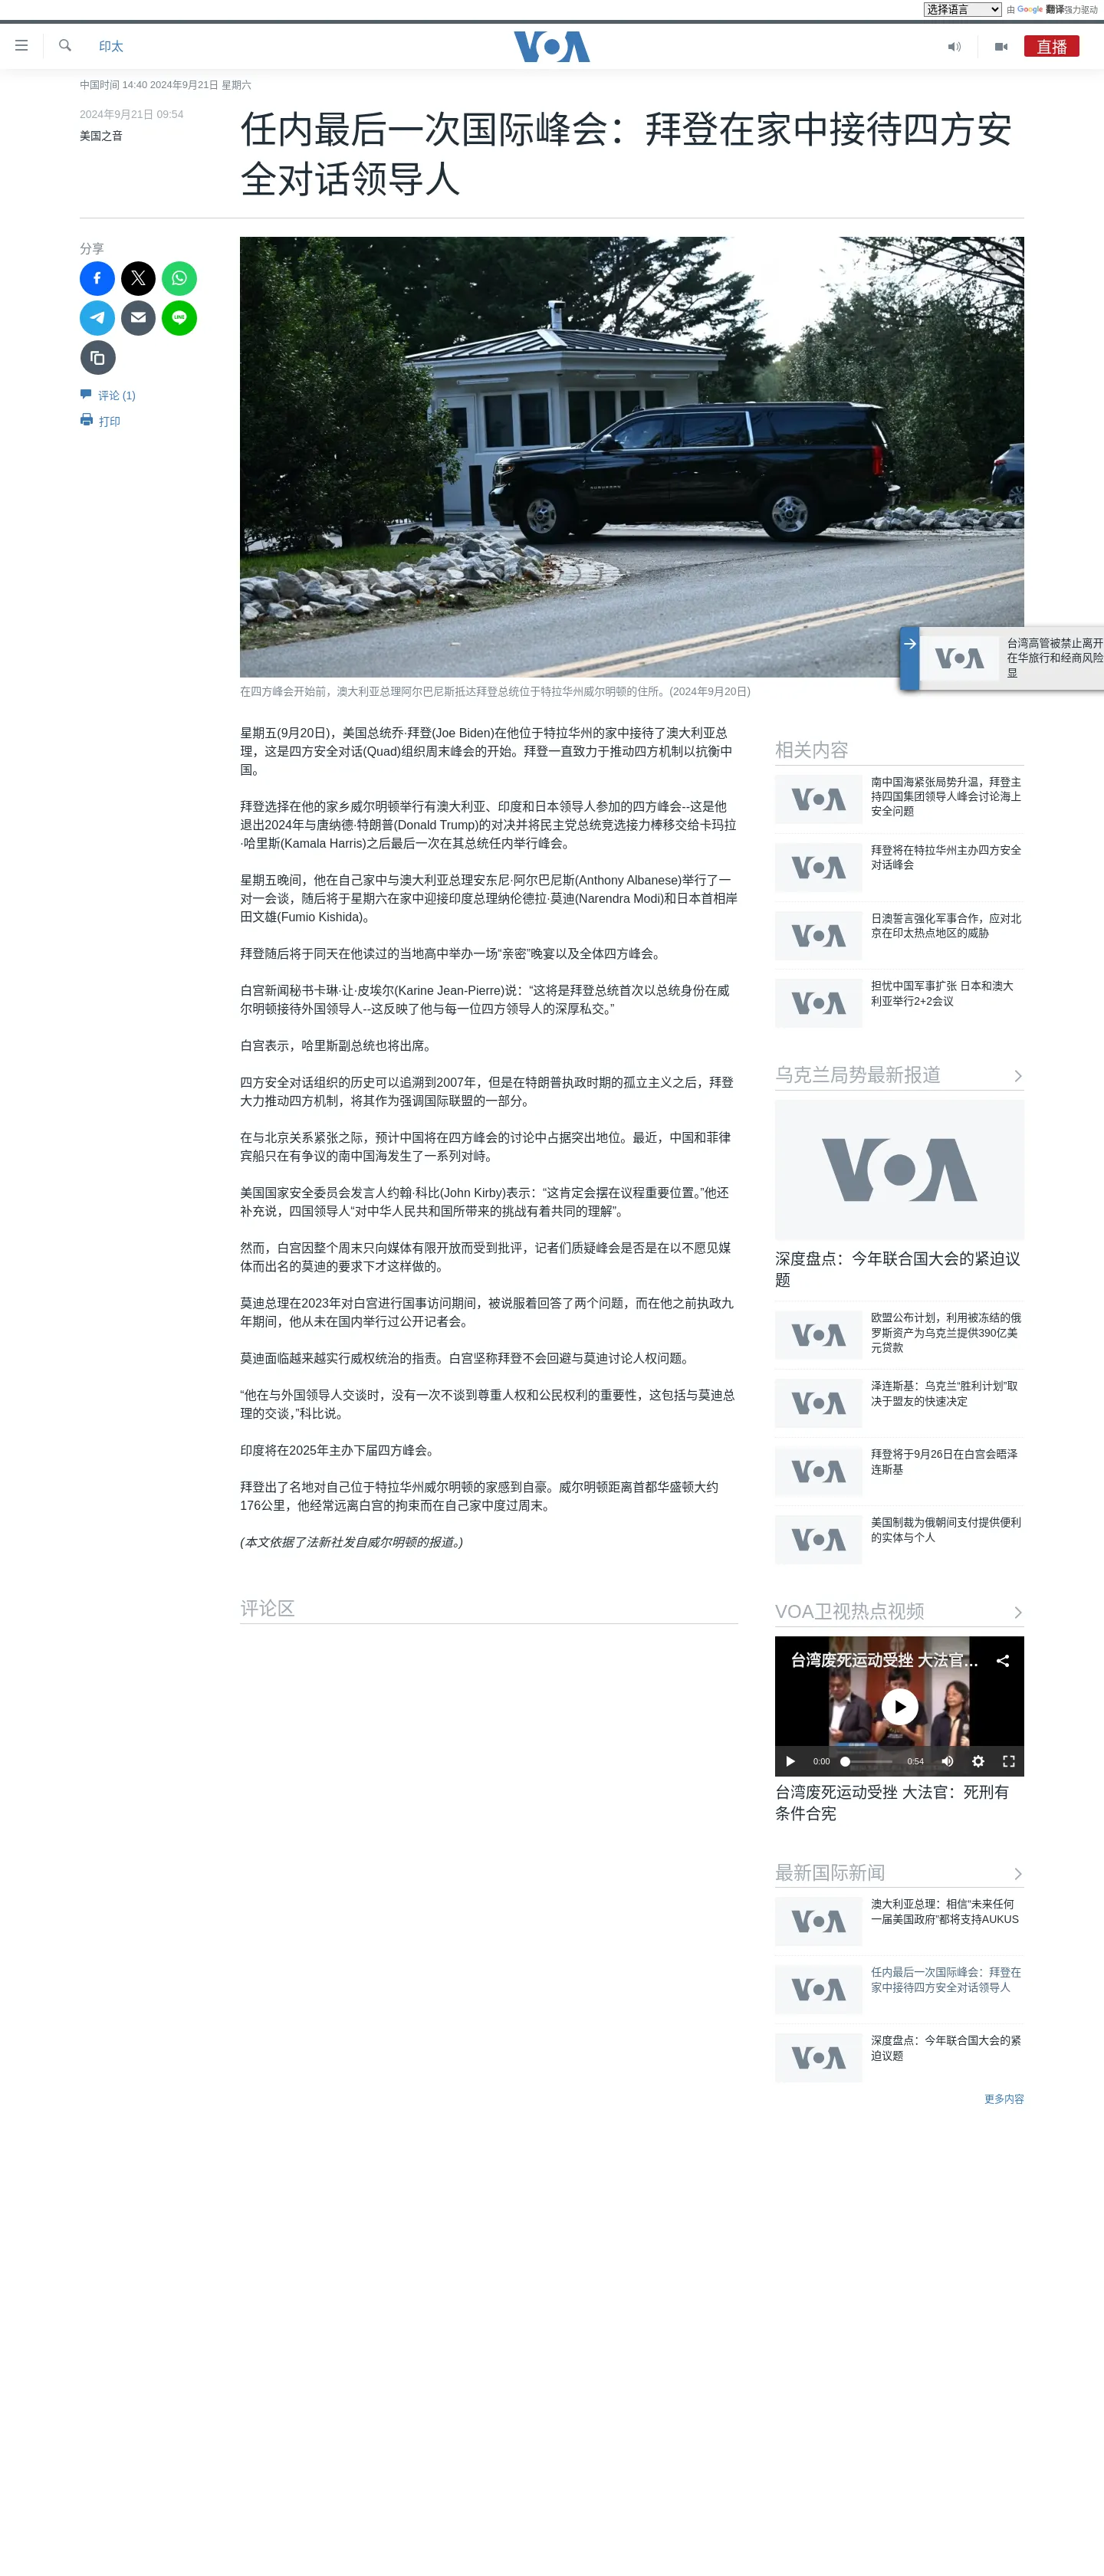 选择语言 由 Google 翻译强力驱动
印太
VOA
直播
中国时间 14:40 2024年9月21日 星期六
2024年9月21日 09:54
美国之音
任内最后一次国际峰会：拜登在家中接待四方安
全对话领导人
分享
LINE
评论 (1)
打印
SUBURBAN
VOA
台湾高管被禁止离开
在华旅行和经商风险
显
在四方峰会开始前，澳大利亚总理阿尔巴尼斯抵达拜登总统位于特拉华州威尔明顿的住所。(2024年9月20日)
星期五(9月20日)，美国总统乔·拜登(Joe Biden)在他位于特拉华州的家中接待了澳大利亚总
理，这是四方安全对话(Quad)组织周末峰会的开始。拜登一直致力于推动四方机制以抗衡中
国。
拜登选择在他的家乡威尔明顿举行有澳大利亚、印度和日本领导人参加的四方峰会--这是他
退出2024年与唐纳德·特朗普(Donald Trump)的对决并将民主党总统竞选接力棒移交给卡玛拉
·哈里斯(Kamala Harris)之后最后一次在其总统任内举行峰会。
星期五晚间，他在自己家中与澳大利亚总理安东尼·阿尔巴尼斯(Anthony Albanese)举行了一
对一会谈，随后将于星期六在家中迎接印度总理纳伦德拉·莫迪(Narendra Modi)和日本首相岸
田文雄(Fumio Kishida)。
拜登随后将于同天在他读过的当地高中举办一场“亲密”晚宴以及全体四方峰会。
白宫新闻秘书卡琳·让·皮埃尔(Karine Jean-Pierre)说：“这将是拜登总统首次以总统身份在威
尔明顿接待外国领导人--这反映了他与每一位四方领导人的深厚私交。”
白宫表示，哈里斯副总统也将出席。
四方安全对话组织的历史可以追溯到2007年，但是在特朗普执政时期的孤立主义之后，拜登
大力推动四方机制，将其作为强调国际联盟的一部分。
在与北京关系紧张之际，预计中国将在四方峰会的讨论中占据突出地位。最近，中国和菲律
宾船只在有争议的南中国海发生了一系列对峙。
美国国家安全委员会发言人约翰·科比(John Kirby)表示：“这肯定会摆在议程重要位置。”他还
补充说，四国领导人“对中华人民共和国所带来的挑战有着共同的理解”。
然而，白宫因整个周末只向媒体有限开放而受到批评，记者们质疑峰会是否是在以不愿见媒
体而出名的莫迪的要求下才这样做的。
莫迪总理在2023年对白宫进行国事访问期间，被说服着回答了两个问题，而在他之前执政九
年期间，他从未在国内举行过公开记者会。
莫迪面临越来越实行威权统治的指责。白宫坚称拜登不会回避与莫迪讨论人权问题。
“他在与外国领导人交谈时，没有一次不谈到尊重人权和公民权利的重要性，这包括与莫迪总
理的交谈，”科比说。
印度将在2025年主办下届四方峰会。
拜登出了名地对自己位于特拉华州威尔明顿的家感到自豪。威尔明顿距离首都华盛顿大约
176公里，他经常远离白宫的拘束而在自己家中度过周末。
(本文依据了法新社发自威尔明顿的报道。)
评论区
相关内容
VOA
南中国海紧张局势升温，拜登主
持四国集团领导人峰会讨论海上
安全问题
VOA
拜登将在特拉华州主办四方安全
对话峰会
VOA
日澳誓言强化军事合作，应对北
京在印太热点地区的威胁
VOA
担忧中国军事扩张 日本和澳大
利亚举行2+2会议
乌克兰局势最新报道
VOA
深度盘点：今年联合国大会的紧迫议
题
VOA
欧盟公布计划，利用被冻结的俄
罗斯资产为乌克兰提供390亿美
元贷款
VOA
泽连斯基：乌克兰“胜利计划”取
决于盟友的快速决定
VOA
拜登将于9月26日在白宫会晤泽
连斯基
VOA
美国制裁为俄朝间支付提供便利
的实体与个人
VOA卫视热点视频
台湾废死运动受挫 大法官...
0:00 0:54
台湾废死运动受挫 大法官：死刑有
条件合宪
最新国际新闻
VOA
澳大利亚总理：相信“未来任何
一届美国政府”都将支持AUKUS
VOA
任内最后一次国际峰会：拜登在
家中接待四方安全对话领导人
VOA
深度盘点：今年联合国大会的紧
迫议题
更多内容